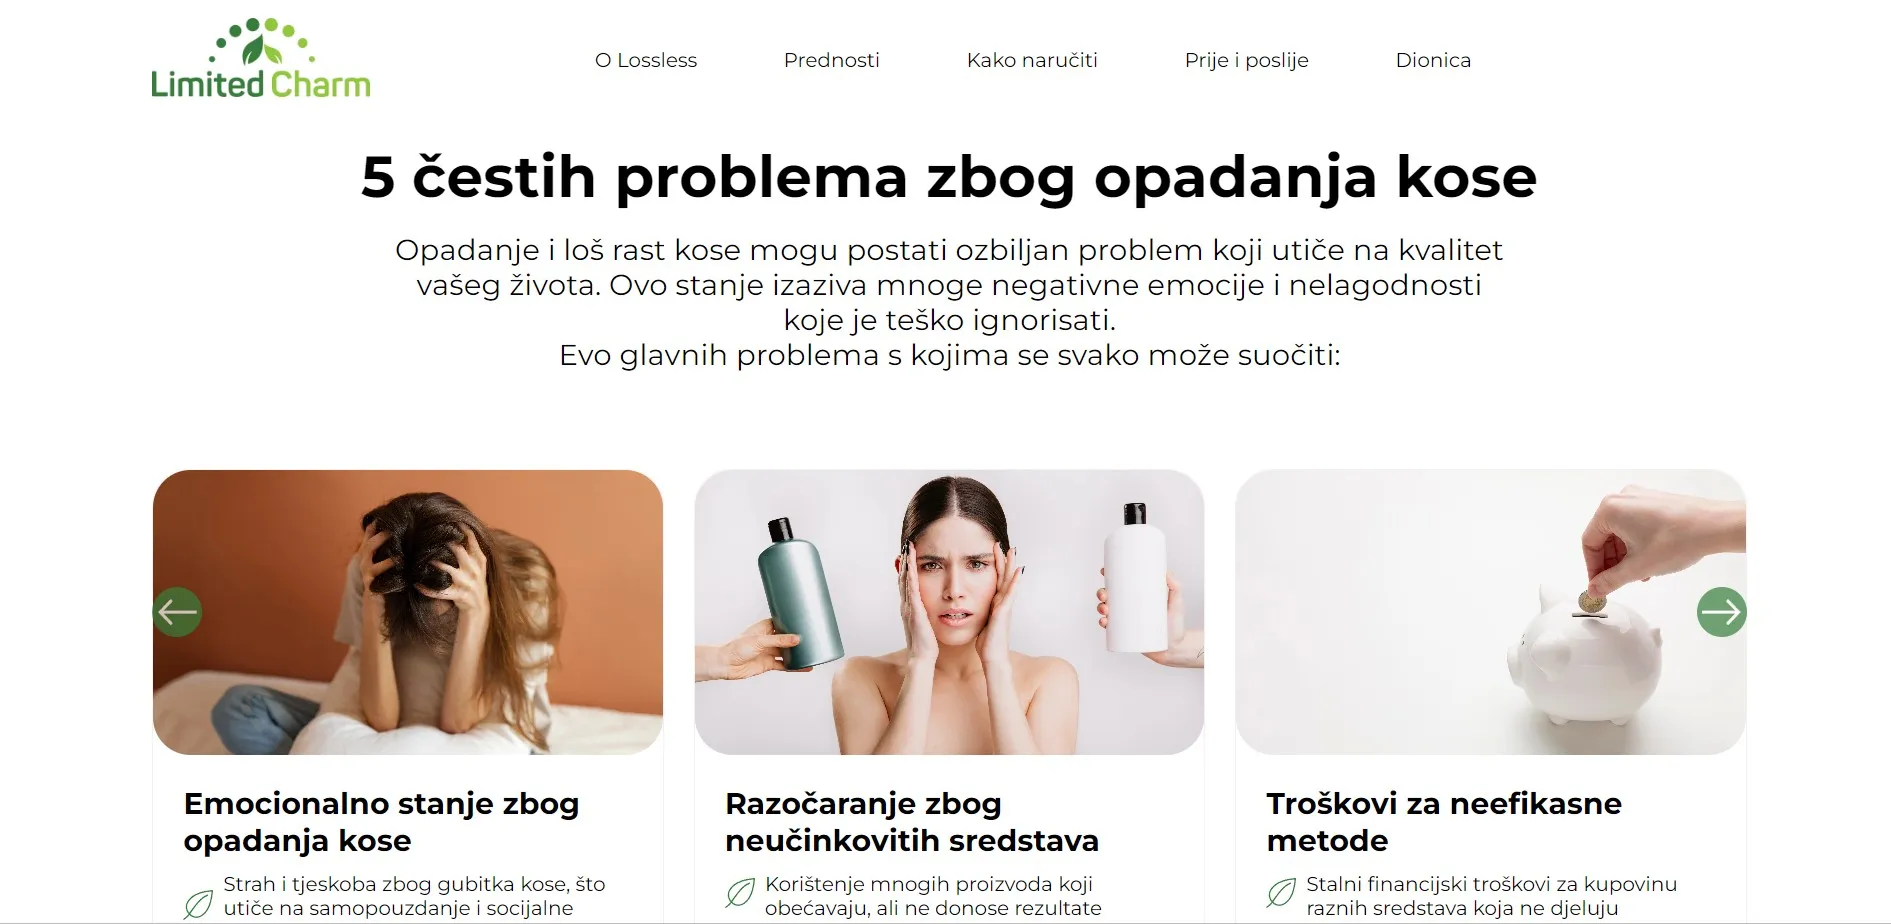 Limited Charm
O Lossless
Prednosti
Kako naručiti
Prije i poslije
Dionica
5 čestih problema zbog opadanja kose
Opadanje i loš rast kose mogu postati ozbiljan problem koji utiče na kvalitet
vašeg života. Ovo stanje izaziva mnoge negativne emocije i nelagodnosti
koje je teško ignorisati.
Evo glavnih problema s kojima se svako može suočiti:
Emocionalno stanje zbog
opadanja kose
Strah i tjeskoba zbog gubitka kose, što
utiče na samopouzdanje i socijalne
Razočaranje zbog
neučinkovitih sredstava
Korištenje mnogih proizvoda koji
obećavaju, ali ne donose rezultate
Troškovi za neefikasne
metode
Stalni financijski troškovi za kupovinu
raznih sredstava koja ne djeluju